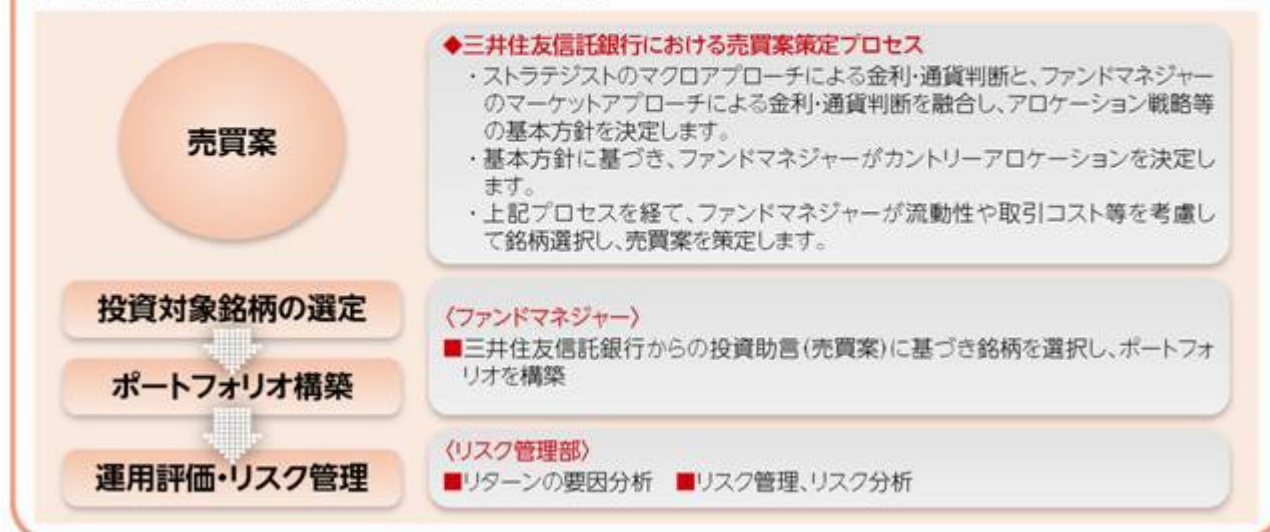 売買案
◆三井住友信託銀行における売買案策定プロセス
・ストラテジストのマクロアプローチによる金利・通貨判断と、ファンドマネジャー
のマーケットアプローチによる金利・通貨判断を融合し、アロケーション戦略等
の基本方針を決定します。
・基本方針に基づき、ファンドマネジャーがカントリーアロケーションを決定し
ます。
・上記プロセスを経て、ファンドマネジャーが流動性や取引コスト等を考慮し
て銘柄選択し、売買案を策定します。
投資対象銘柄の選定
ポートフォリオ構築
〈ファンドマネジャー〉
■三井住友信託銀行からの投資助言(売買案)に基づき銘柄を選択し、ポートフォ
リオを構築
運用評価・リスク管理
〈リスク管理部〉
■リターンの要因分析 ■リスク管理、リスク分析